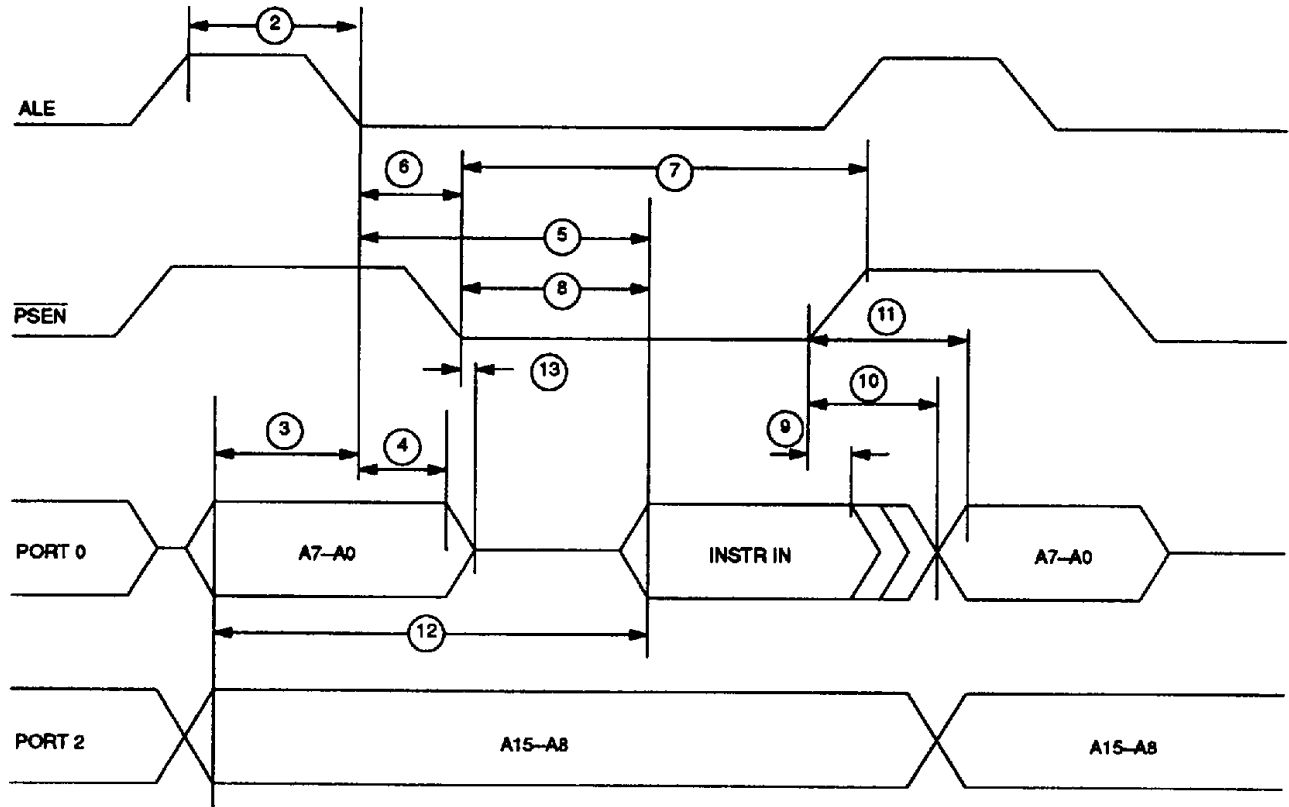 2
ALE
6
7
5
8
PSEN
11
13
10
9
3
4
PORT 0
A7–A0
INSTR IN
A7–A0
12
PORT 2
A15–A8
A15–A8